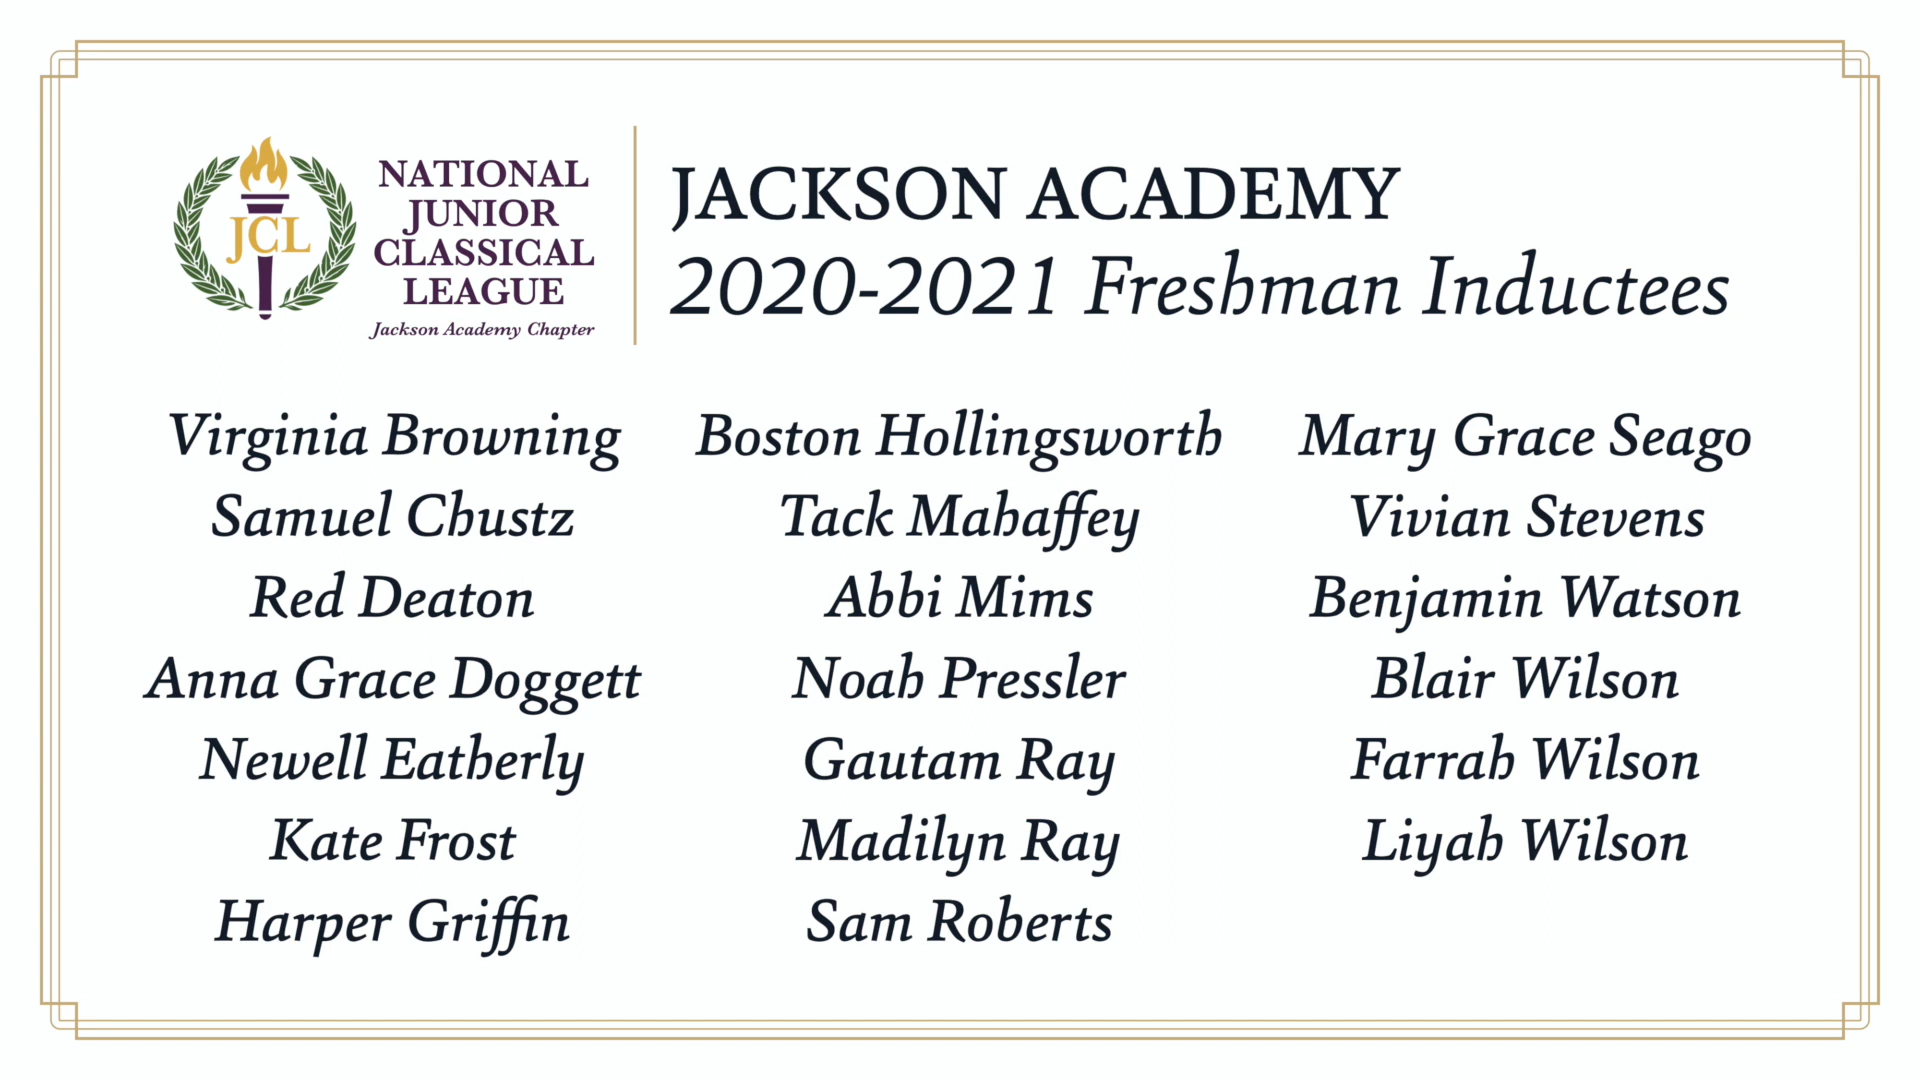 JCL
NATIONAL
JUNIOR
CLASSICAL
LEAGUE
Jackson Academy Chapter
JACKSON ACADEMY
2020-2021 Freshman Inductees
Virginia Browning
Samuel Chustz
Red Deaton
Anna Grace Doggett
Newell Eatherly
Kate Frost
Harper Griffin
Boston Hollingsworth
Tack Mahaffey
Abbi Mims
Noah Pressler
Gautam Ray
Madilyn Ray
Sam Roberts
Mary Grace Seago
Vivian Stevens
Benjamin Watson
Blair Wilson
Farrah Wilson
Liyah Wilson